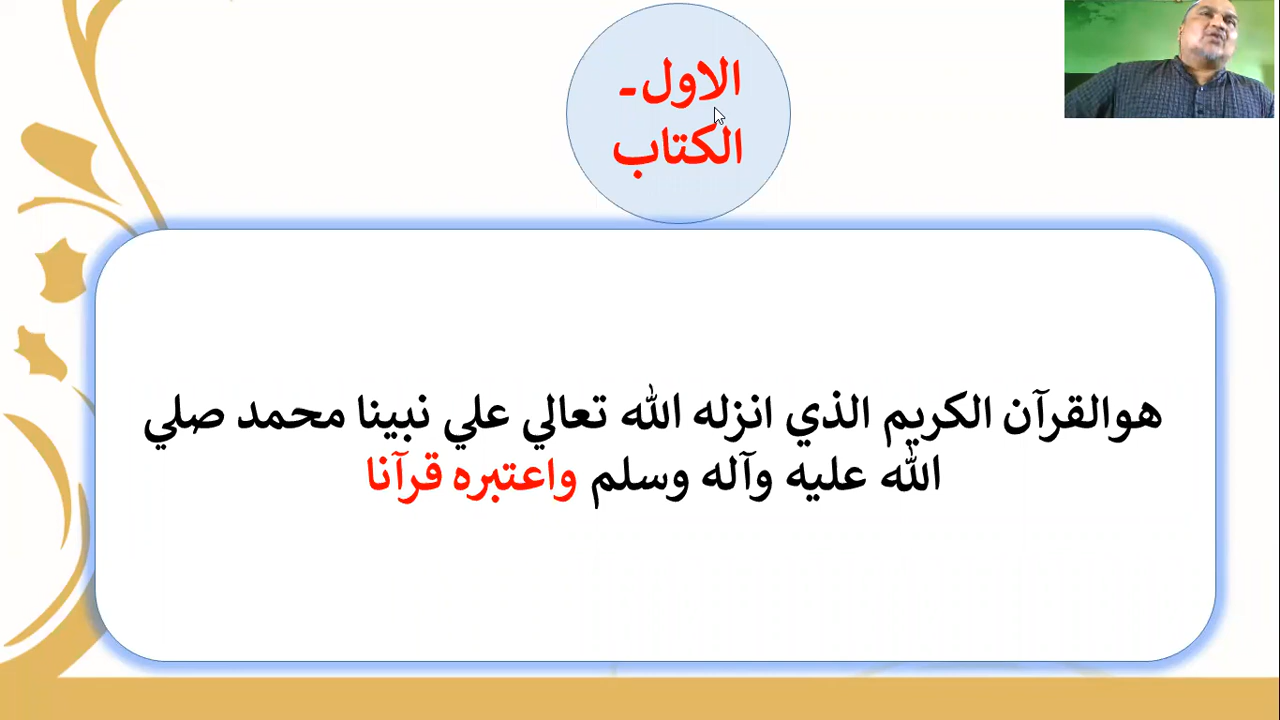 الاول-
الكتاب
هوالقرآن الكريم الذي انزله الله تعالي علي نبينا محمد صلي
الله عليه وآله وسلم واعتبره قرآنا